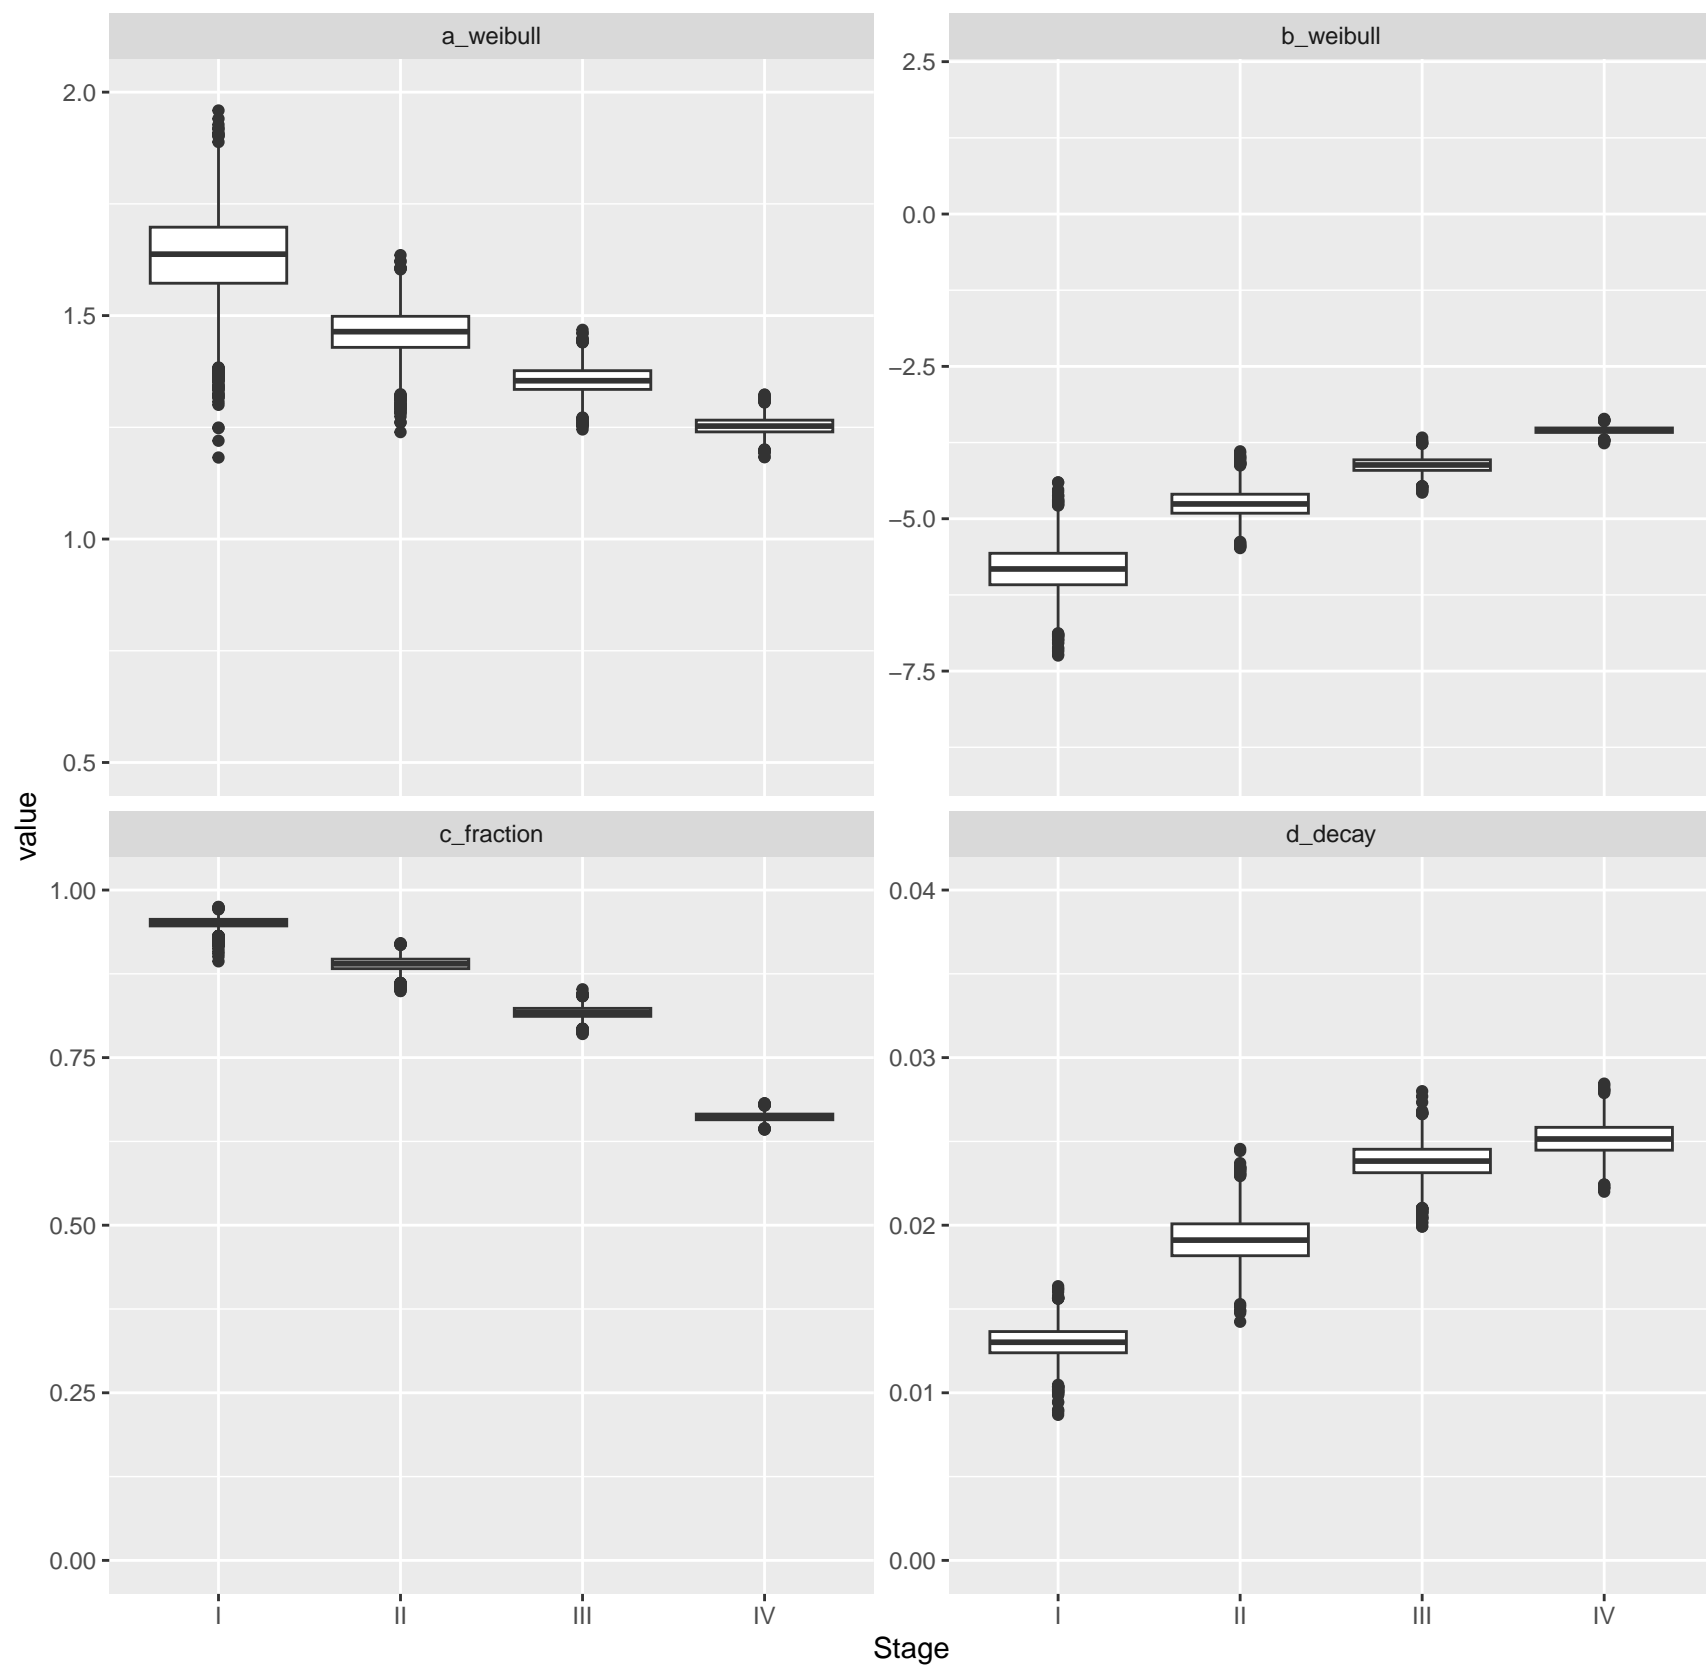 a_weibull
b_weibull
2.0
1.5
1.0
0.5
2.5
0.0
−2.5
−5.0
−7.5
value
c_fraction
d_decay
1.00
0.75
0.50
0.25
0.00
0.04
0.03
0.02
0.01
0.00
I II III IV
I II III IV
Stage